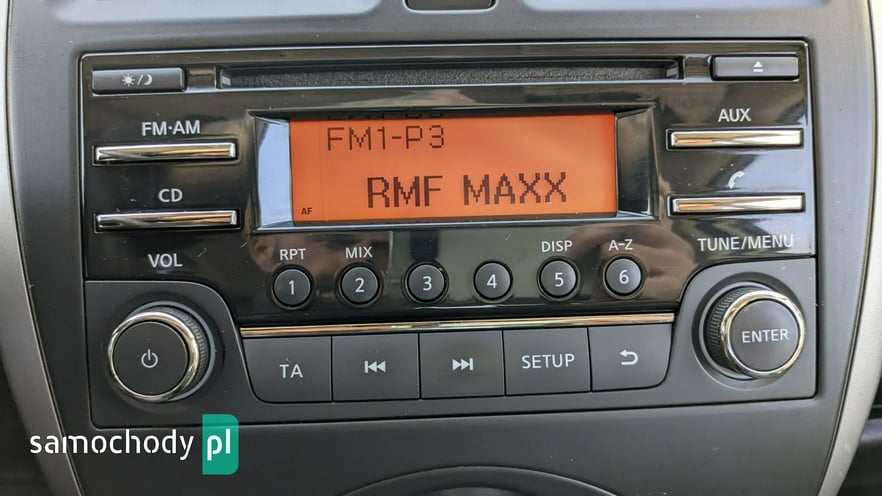 FM·AM
CD
VOL
FM1-P3
RMF MAXX
AF
AUX
TUNE/MENU
RPT
MIX
DISP
A-Z
1
2
3
4
5
6
ENTER
TA
SETUP
samochody pl